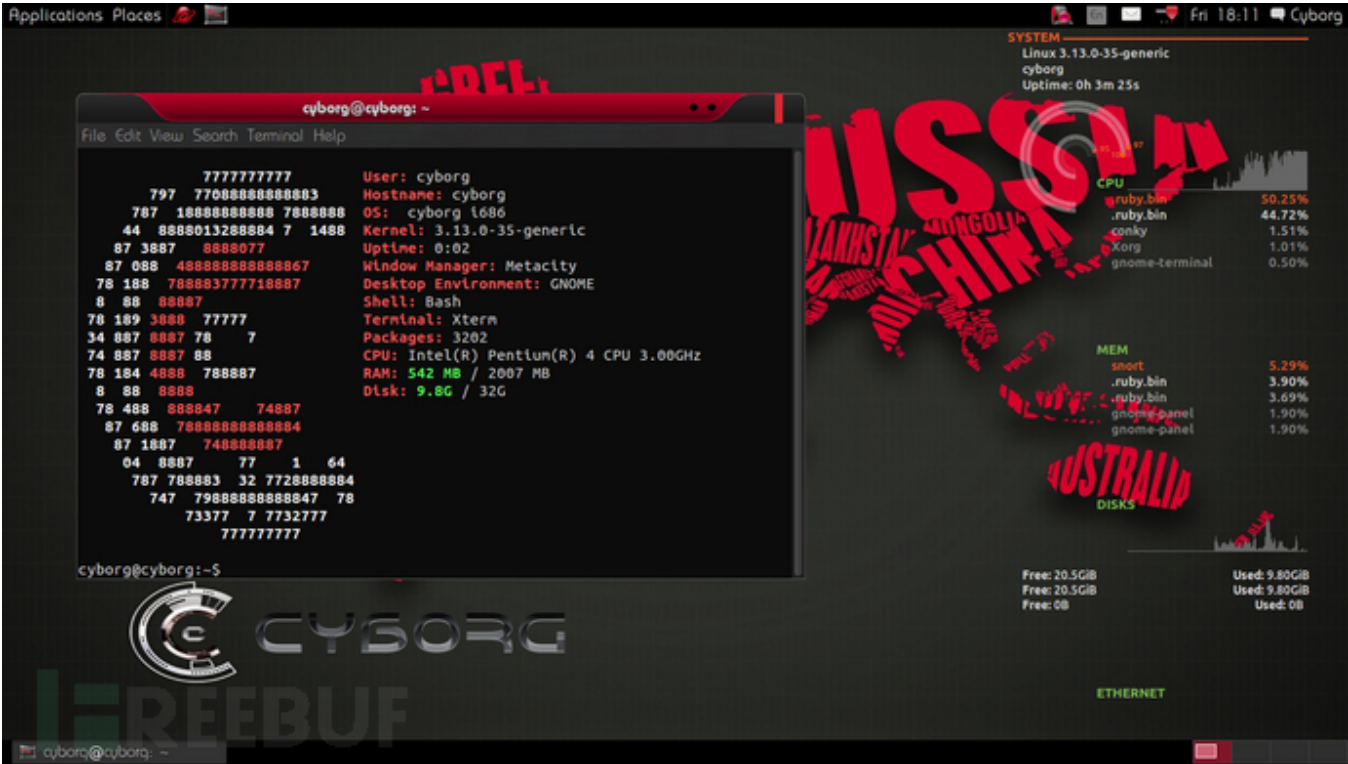 Applications Places
En
Fri 18:11 Cyborg
cyborg@cyborg: ~
File Edit View Search Terminal Help
7777777777 User: cyborg
797 77088888888883 Hostname: cyborg
787 18888888888 7888888 OS: cyborg i686
44 8888013288884 7 1488 Kernel: 3.13.0-35-generic
87 3887 8888077 Uptime: 0:02
87 088 488888888888867 Window Manager: Metacity
78 188 788883777718887 Desktop Environment: GNOME
8 88 88887 Shell: Bash
78 189 3888 77777 Terminal: Xterm
34 887 8887 78 7 Packages: 3202
74 887 8887 88 CPU: Intel(R) Pentium(R) 4 CPU 3.00GHz
78 184 4888 788887 RAM: 542 MB / 2007 MB
8 88 8888 Disk: 9.8G / 32G
78 488 888847 74887
87 688 78888888888884
87 1887 748888887
04 8887 77 1 64
787 788883 32 7728888884
747 79888888888847 78
73377 7 7732777
777777777
cyborg@cyborg:~$
SYSTEM
Linux 3.13.0-35-generic
cyborg
Uptime: 0h 3m 25s
RUSSIA
MONGOLIA
KAZAKHSTAN
CHINA
AUSTRALIA
CPU
.ruby.bin 50.25%
.ruby.bin 44.72%
conky 1.51%
Xorg 1.01%
gnome-terminal 0.50%
MEM
snort 5.29%
.ruby.bin 3.90%
.ruby.bin 3.69%
gnome-panel 1.90%
gnome-panel 1.90%
DISKS
Free: 20.5GiB Used: 9.80GiB
Free: 20.5GiB Used: 9.80GiB
Free: 0B Used: 0B
ETHERNET
CYBORG
FREEBUF
cyborg@cyborg: ~